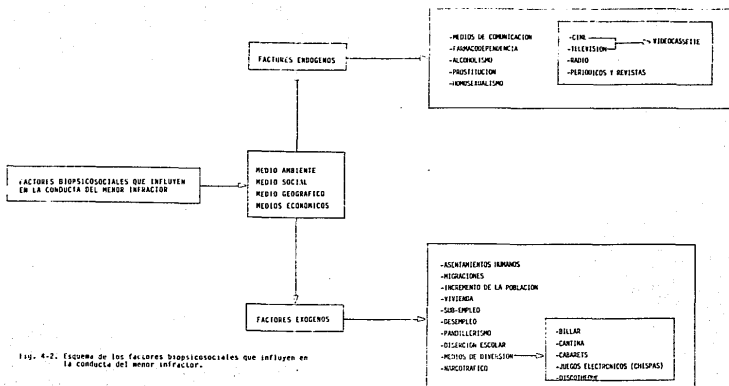 -MEDIOS DE COMUNICACION
-FARMACODEPENDENCIA
-ALCOHOLISMO
-PROSTITUCION
-HOMOSEXUALISMO
-CINE
-TELEVISION
-RADIO
-PERIODICOS Y REVISTAS
VIDEOCASSETTE
FACTORES ENDOGENOS
FACTORES BIOPSICOSOCIALES QUE INFLUYEN
EN LA CONDUCTA DEL MENOR INFRACTOR
MEDIO AMBIENTE
MEDIO SOCIAL
MEDIO GEOGRAFICO
MEDIOS ECONOMICOS
FACTORES EXOGENOS
-ASENTAMIENTOS HUMANOS
-MIGRACIONES
-INCREMENTO DE LA POBLACION
-VIVIENDA
-SUB-EMPLEO
-DESEMPLEO
-PANDILLERISMO
-DISERCION ESCOLAR
-MEDIOS DE DIVERSION
-NARCOTRAFICO
-BILLAR
-CANTINA
-CABARETS
-JUEGOS ELECTRONICOS (CHISPAS)
-DISCOTHEQUE
Fig. 4-2. Esquema de los factores biopsicosociales que influyen en
la conducta del menor infractor.